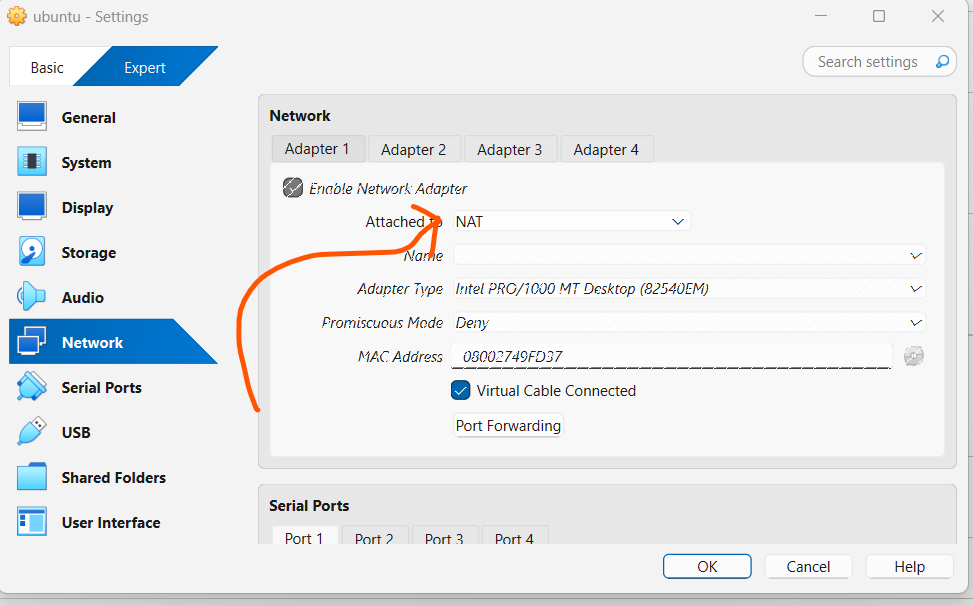 ubuntu - Settings
Basic
Expert
Search settings
General
System
Display
Storage
Audio
Network
Serial Ports
USB
Shared Folders
User Interface
Network
Adapter 1 Adapter 2 Adapter 3 Adapter 4
Enable Network Adapter
Attached to NAT
Name
Adapter Type Intel PRO/1000 MT Desktop (82540EM)
Promiscuous Mode Deny
MAC Address 08002749FD37
Virtual Cable Connected
Port Forwarding
Serial Ports
Port 1 Port 2 Port 3 Port 4
OK Cancel Help